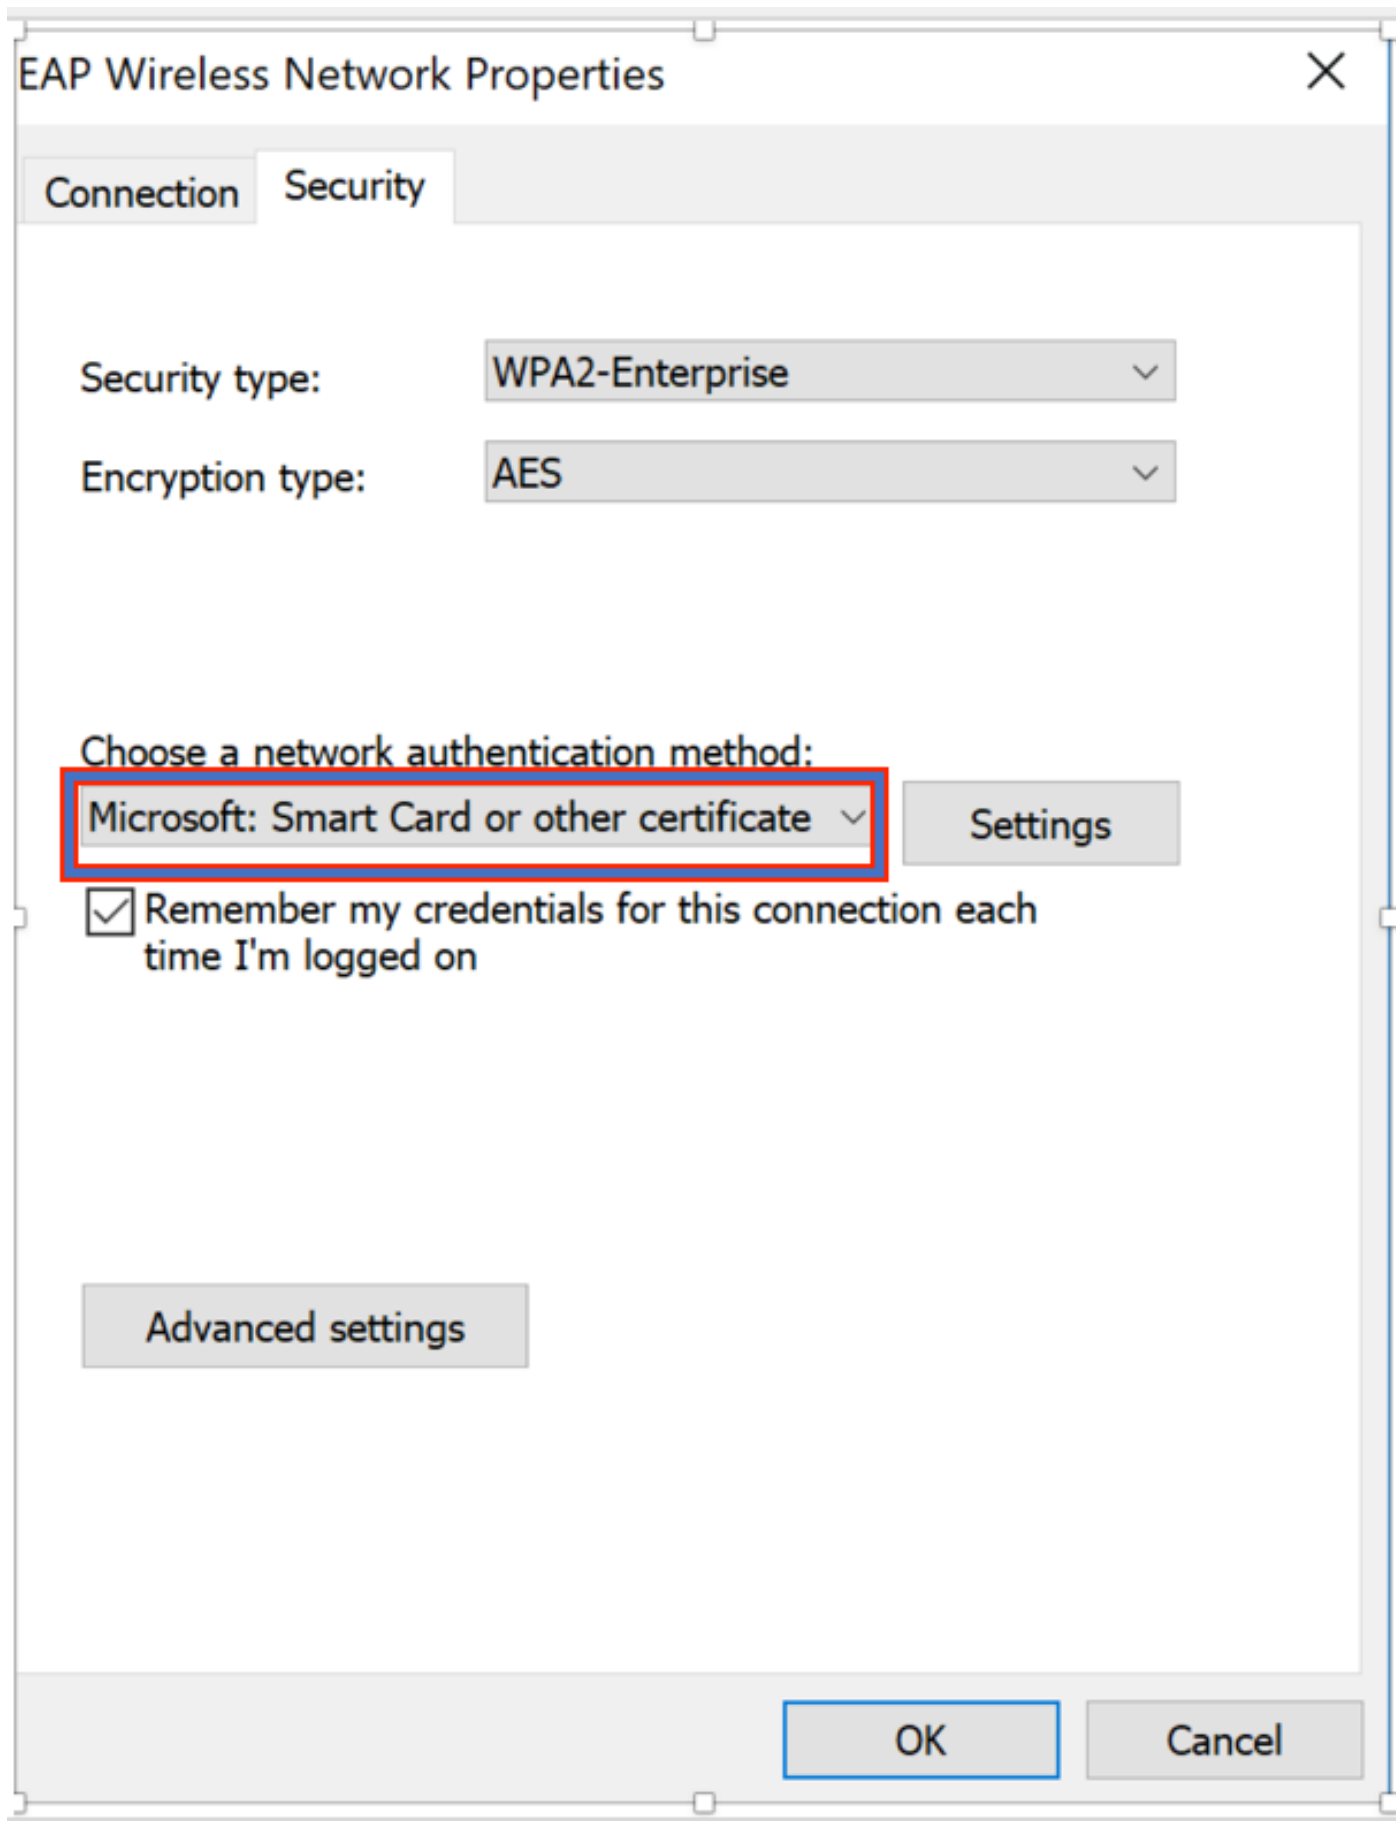 EAP Wireless Network Properties
Connection
Security
Security type:
WPA2-Enterprise
Encryption type:
AES
Choose a network authentication method:
Microsoft: Smart Card or other certificate
Settings
Remember my credentials for this connection each
time I'm logged on
Advanced settings
OK
Cancel